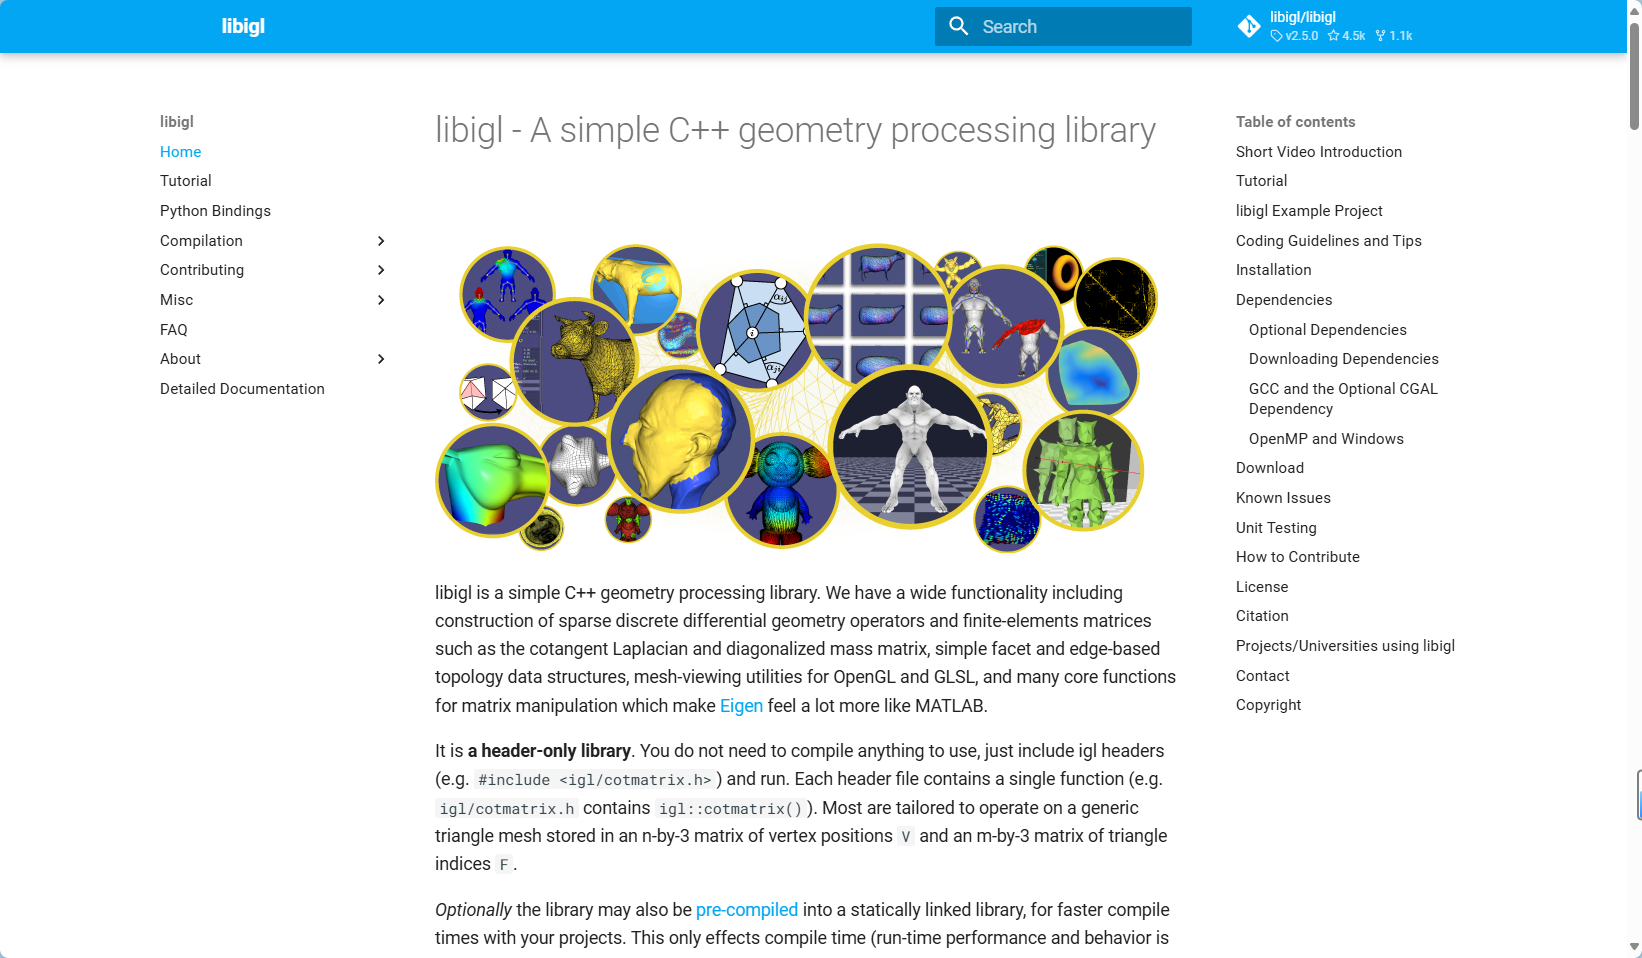 libigl
Search
libigl/libigl
v2.5.0 4.5k 1.1k
libigl
Home
Tutorial
Python Bindings
Compilation
Contributing
Misc
FAQ
About
Detailed Documentation
libigl - A simple C++ geometry processing library
αij
i
αji
libigl is a simple C++ geometry processing library. We have a wide functionality including
construction of sparse discrete differential geometry operators and finite-elements matrices
such as the cotangent Laplacian and diagonalized mass matrix, simple facet and edge-based
topology data structures, mesh-viewing utilities for OpenGL and GLSL, and many core functions
for matrix manipulation which make Eigen feel a lot more like MATLAB.
It is a header-only library. You do not need to compile anything to use, just include igl headers
(e.g. #include <igl/cotmatrix.h> ) and run. Each header file contains a single function (e.g.
igl/cotmatrix.h contains igl::cotmatrix() ). Most are tailored to operate on a generic
triangle mesh stored in an n-by-3 matrix of vertex positions V and an m-by-3 matrix of triangle
indices F .
Optionally the library may also be pre-compiled into a statically linked library, for faster compile
times with your projects. This only effects compile time (run-time performance and behavior is
Table of contents
Short Video Introduction
Tutorial
libigl Example Project
Coding Guidelines and Tips
Installation
Dependencies
Optional Dependencies
Downloading Dependencies
GCC and the Optional CGAL
Dependency
OpenMP and Windows
Download
Known Issues
Unit Testing
How to Contribute
License
Citation
Projects/Universities using libigl
Contact
Copyright